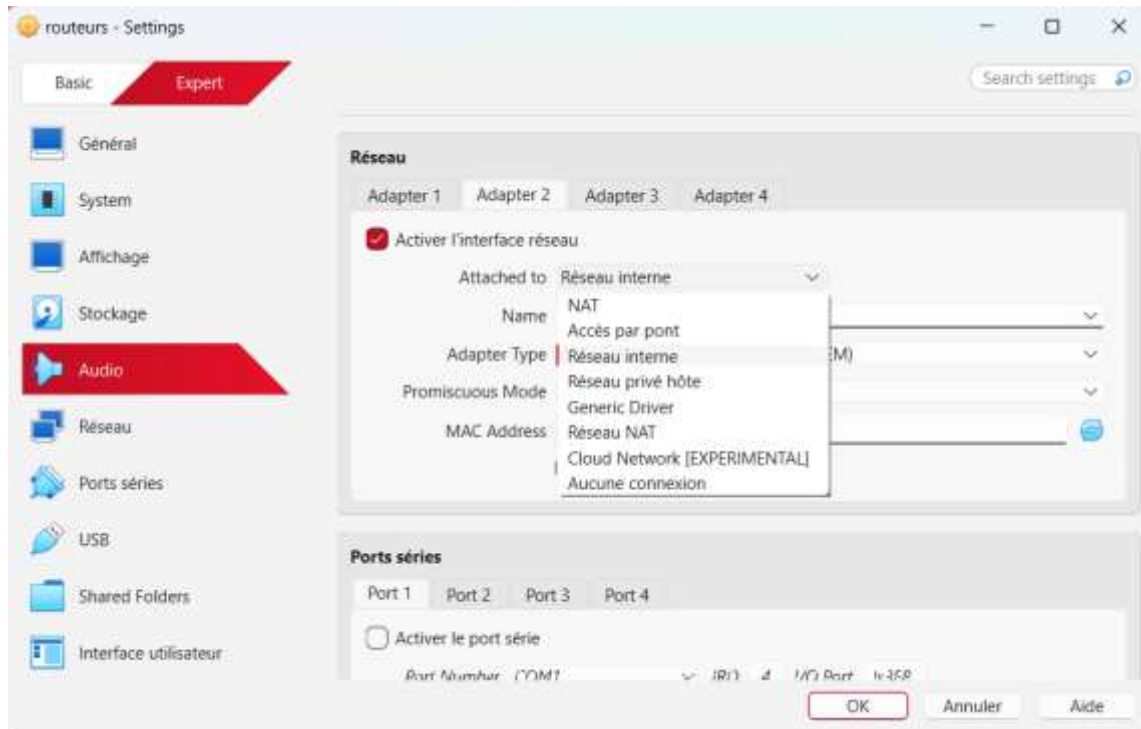 routeurs - Settings
Basic
Expert
Search settings
Général
System
Affichage
Stockage
Audio
Réseau
Ports séries
USB
Shared Folders
Interface utilisateur
Réseau
Adapter 1 Adapter 2 Adapter 3 Adapter 4
Activer l'interface réseau
Attached to Réseau interne
Name
Adapter Type
Promiscuous Mode
MAC Address
NAT
Accès par pont
Réseau interne
Réseau privé hôte
Generic Driver
Réseau NAT
Cloud Network [EXPERIMENTAL]
Aucune connexion
M)
Ports séries
Port 1 Port 2 Port 3 Port 4
Activer le port série
Port Number COM1 IRQ 4 I/O Port
OK Annuler Aide